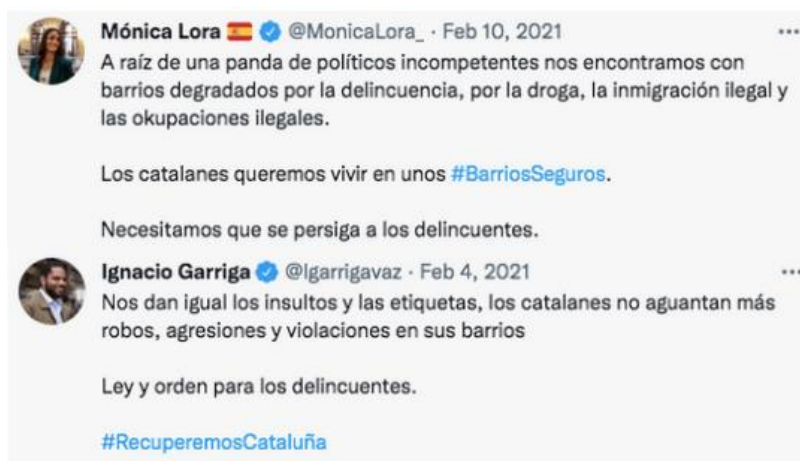 Mónica Lora 🇪🇸 @MonicaLora_ · Feb 10, 2021 ···
A raíz de una panda de políticos incompetentes nos encontramos con
barrios degradados por la delincuencia, por la droga, la inmigración ilegal y
las okupaciones ilegales.
Los catalanes queremos vivir en unos #BarriosSeguros.
Necesitamos que se persiga a los delincuentes.
Ignacio Garriga @Igarrigavaz · Feb 4, 2021 ···
Nos dan igual los insultos y las etiquetas, los catalanes no aguantan más
robos, agresiones y violaciones en sus barrios
Ley y orden para los delincuentes.
#RecuperemosCataluña